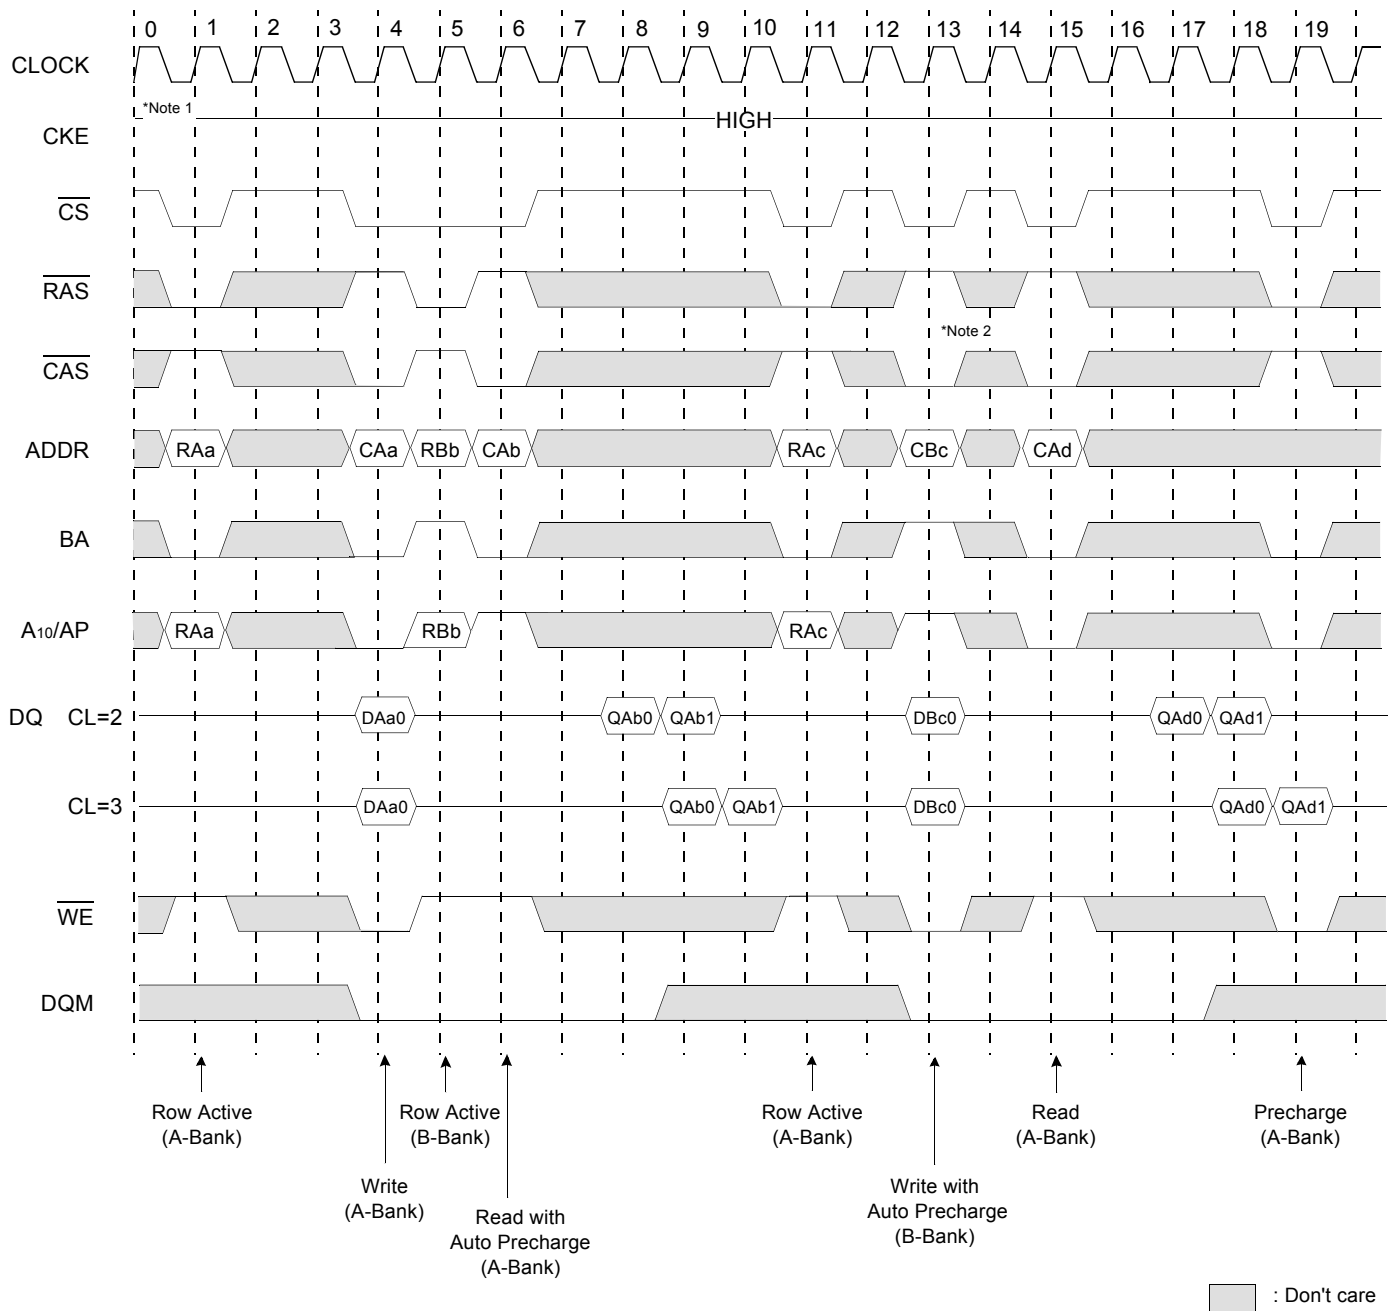 0 1 2 3 4 5 6 7 8 9 10 11 12 13 14 15 16 17 18 19
CLOCK
*Note 1
HIGH
CKE
CS
RAS
*Note 2
CAS
ADDR RAa CAa RBb CAb RAc CBc CAd
BA
A10/AP RAa RBb RAc
DQ CL=2 DAa0 QAb0 QAb1 DBc0 QAd0 QAd1
CL=3 DAa0 QAb0 QAb1 DBc0 QAd0 QAd1
WE
DQM
Row Active
(A-Bank)
Row Active
(B-Bank)
Row Active
(A-Bank)
Read
(A-Bank)
Precharge
(A-Bank)
Write
(A-Bank)
Read with
Auto Precharge
(A-Bank)
Write with
Auto Precharge
(B-Bank)
: Don't care